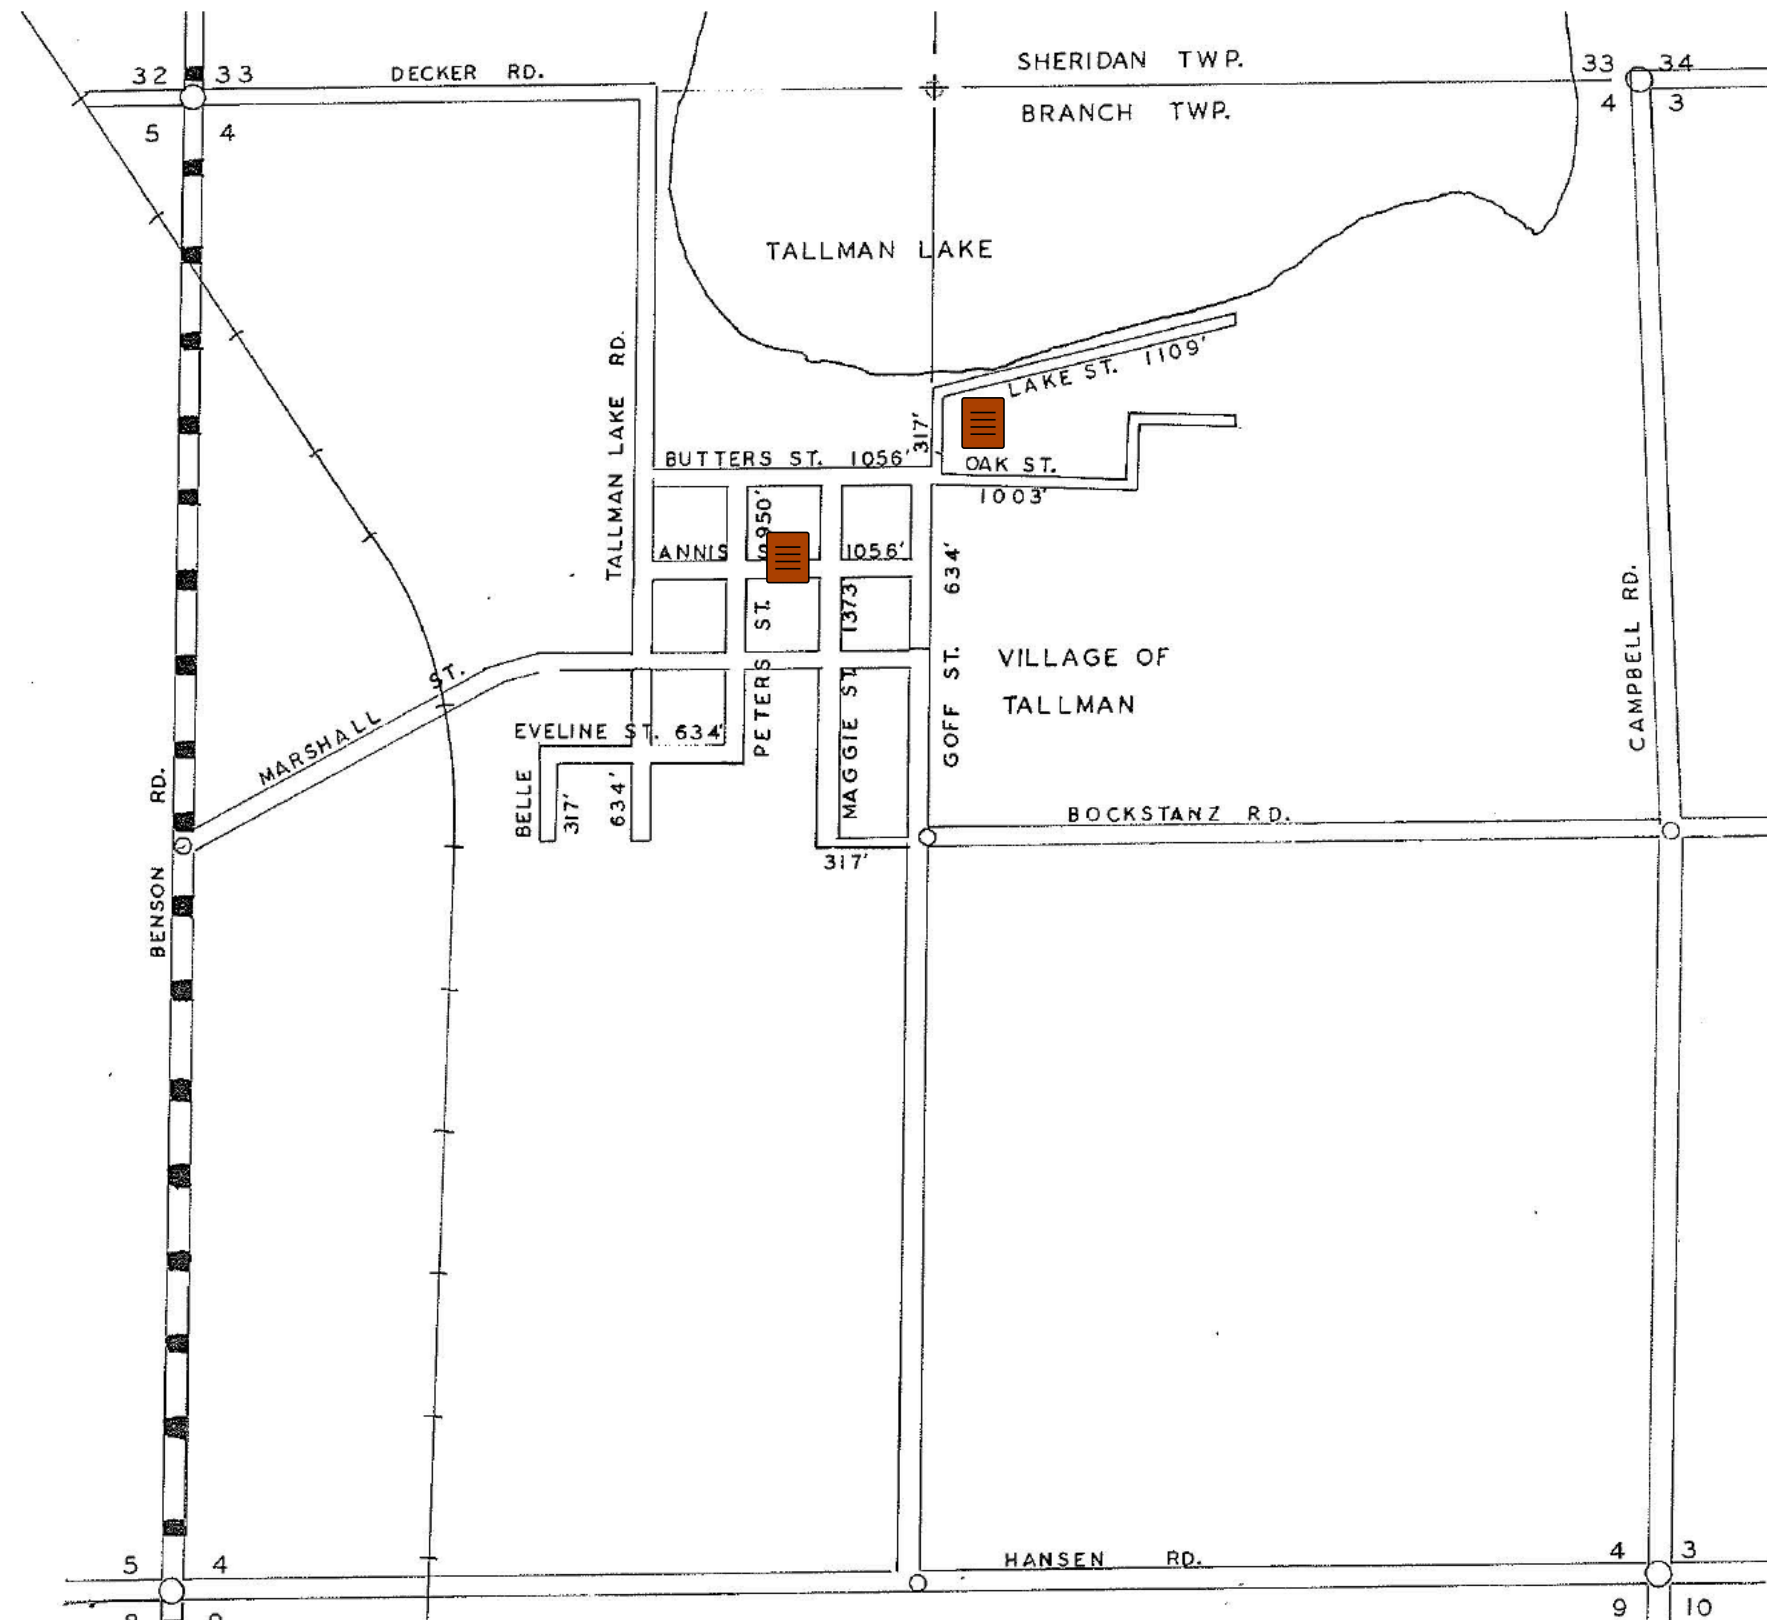 32 33
DECKER RD.
SHERIDAN TWP.
33 34
5 4
BRANCH TWP.
4 3
TALLMAN LAKE
TALLMAN LAKE RD.
LAKE ST. 1109'
317'
BUTTERS ST. 1056'
OAK ST.
1003'
950'
ANNIS
1056'
634'
PETERS ST.
1373
MAGGIE ST.
GOFF ST.
VILLAGE OF
TALLMAN
CAMPBELL RD.
MARSHALL ST.
EVELINE ST. 634'
BELLE
317'
634'
317'
BOCKSTANZ RD.
BENSON RD.
5 4
HANSEN RD.
4 3
9 10